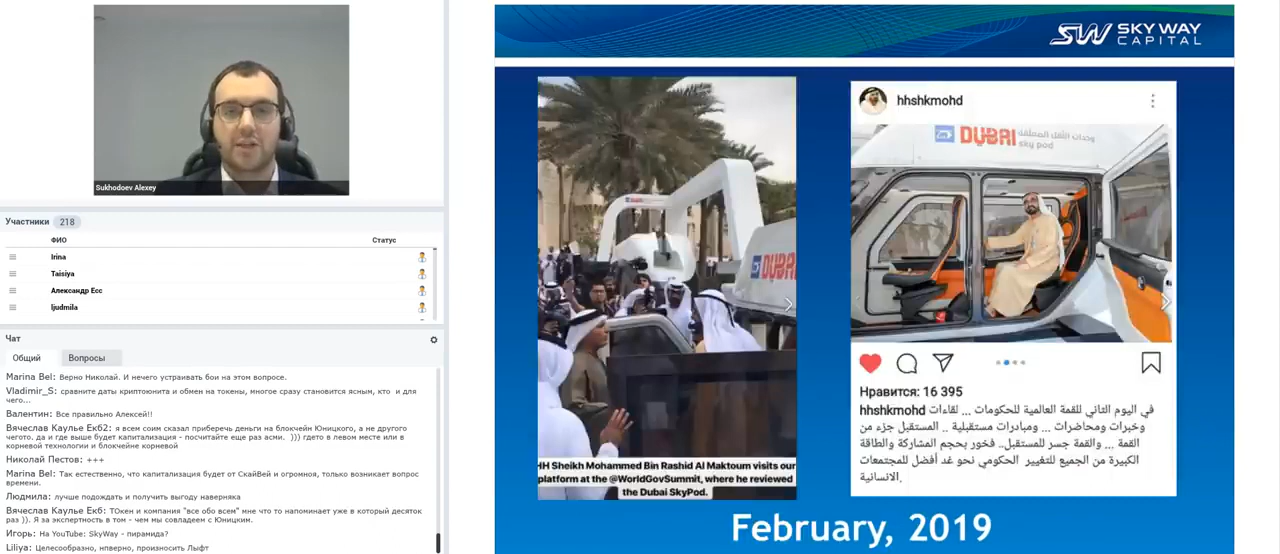 Sukhodoev Alexey
Участники 218
ФИО Статус
Irina
Taisiya
Александр Есс
ljudmila
Чат
Общий Вопросы
Marina Bel: Верно Николай. И нечего устраивать бои на этом вопросе.
Vladimir_S: сравните даты криптоюнита и обмен на токены, многое сразу становится ясным, кто и для
чего...
Валентин: Все правильно Алексей!!
Вячеслав Каулье Екб2: я всем соим сказал приберечь деньги на блокчейн Юницкого, а не другого
чегото. да и где выше будет капитализация - посчитайте еще раз асми. ))) гдето в левом месте или в
корневой технологии и блокчейне корневой
Николай Пестов: +++
Marina Bel: Так естественно, что капитализация будет от СкайВей и огромноя, только возникает вопрос
времени.
Людмила: лучше подождать и получить выгоду наверняка
Вячеслав Каулье Екб: ТОкен и компания "все обо всем" мне что то напоминает уже в который десяток
раз )). Я за экспертность в том - чем мы совладеем с Юницким.
Игорь: На YouTube: SkyWay - пирамида?
Liliya: Целесообразно, нпверно, произносить Лыфт
SW SKY WAY
CAPITAL
DUBAI
HH Sheikh Mohammed Bin Rashid Al Maktoum visits our
platform at the @WorldGovSummit, where he reviewed
the Dubai SkyPod.
hhshkmohd
DUBAI وحدات النقل المعلقة
sky pod
Нравится: 16 395
hhshkmohd في اليوم الثاني للقمة العالمية للحكومات ... لقاءات
وخبرات ومحاضرات ... ومبادرات مستقبلية .. المستقبل جزء من
القمة ... والقمة جسر للمستقبل.. فخور بحجم المشاركة والطاقة
الكبيرة من الجميع للتغيير الحكومي نحو غد أفضل للمجتمعات
الانسانية.
February, 2019